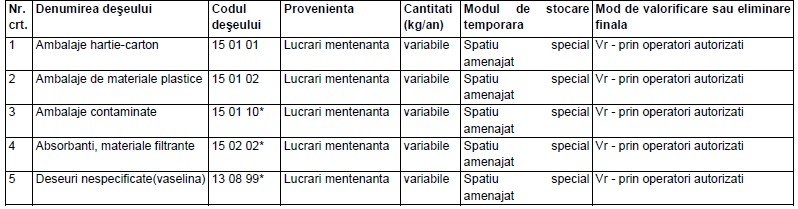 Nr. crt. Denumirea deşeului Codul deşeului Provenienta Cantitati (kg/an) Modul de stocare temporara Mod de valorificare sau eliminare finala
1 Ambalaje hartie-carton 15 01 01 Lucrari mentenanta variabile Spatiu special amenajat Vr - prin operatori autorizati
2 Ambalaje de materiale plastice 15 01 02 Lucrari mentenanta variabile Spatiu special amenajat Vr - prin operatori autorizati
3 Ambalaje contaminate 15 01 10* Lucrari mentenanta variabile Spatiu special amenajat Vr - prin operatori autorizati
4 Absorbanti, materiale filtrante 15 02 02* Lucrari mentenanta variabile Spatiu special amenajat Vr - prin operatori autorizati
5 Deseuri nespecificate(vaselina) 13 08 99* Lucrari mentenanta variabile Spatiu special amenajat Vr - prin operatori autorizati